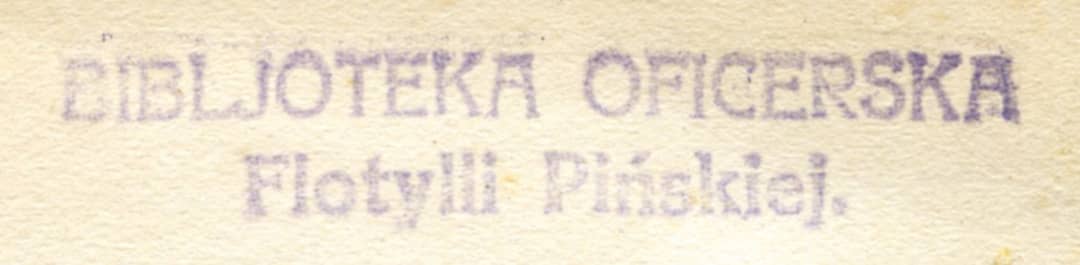 BIBLJOTEKA OFICERSKA
Flotylli Pińskiej.